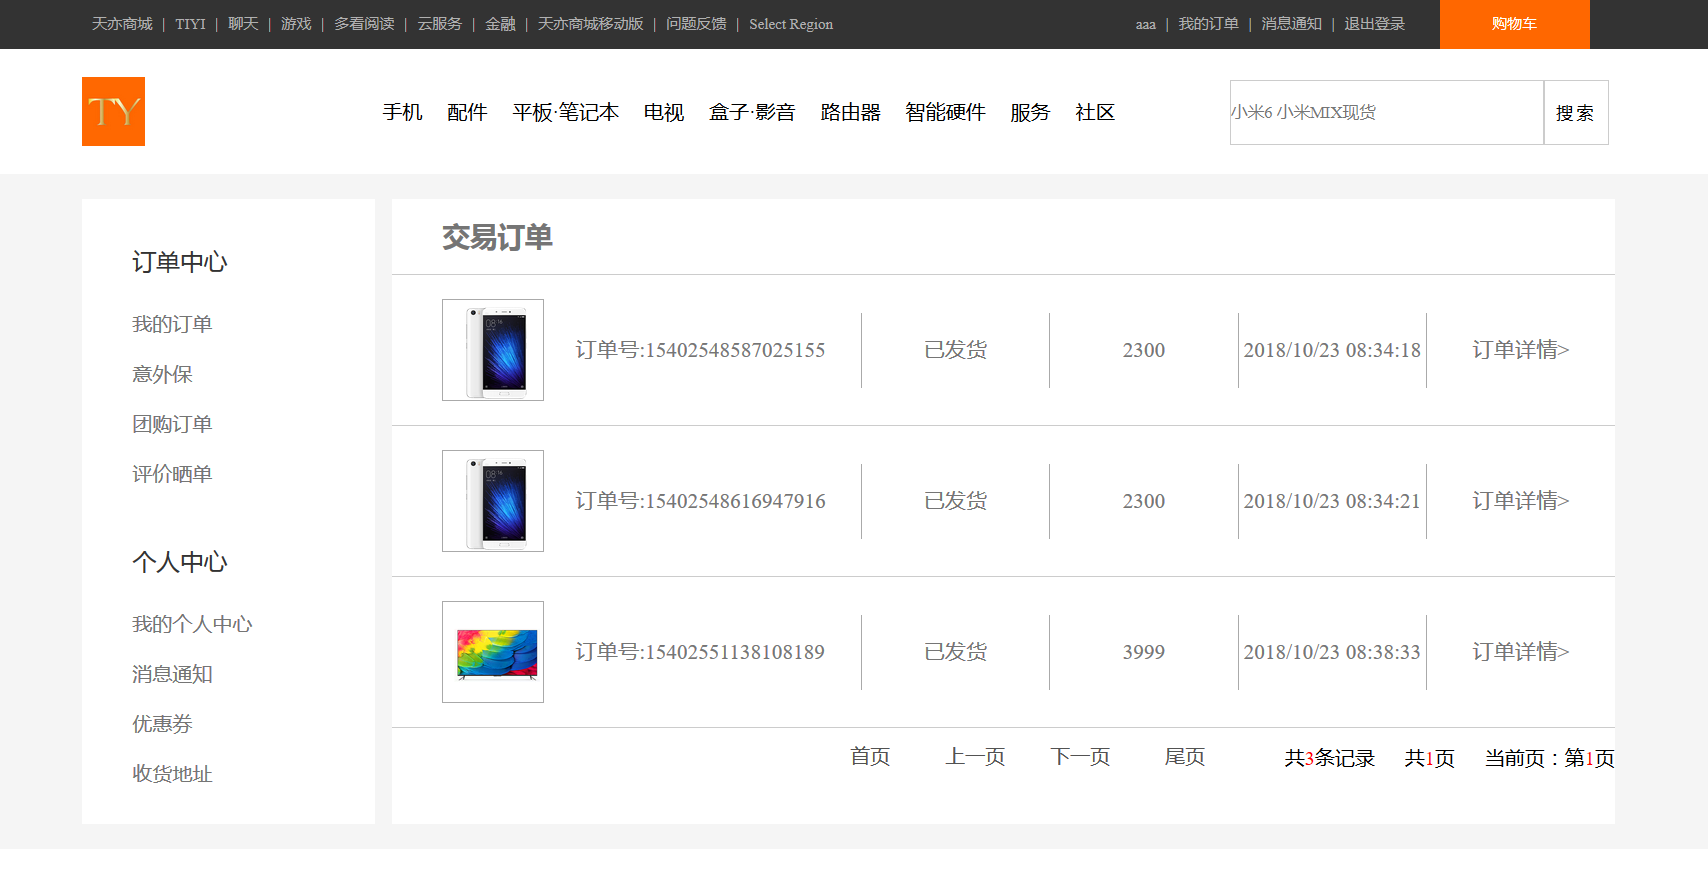 天亦商城 | TIYI | 聊天 | 游戏 | 多看阅读 | 云服务 | 金融 | 天亦商城移动版 | 问题反馈 | Select Region aaa | 我的订单 | 消息通知 | 退出登录 购物车
TY 手机 配件 平板·笔记本 电视 盒子·影音 路由器 智能硬件 服务 社区 小米6 小米MIX现货 搜索
订单中心
我的订单
意外保
团购订单
评价晒单
个人中心
我的个人中心
消息通知
优惠券
收货地址
交易订单
订单号:15402548587025155 已发货 2300 2018/10/23 08:34:18 订单详情>
订单号:15402548616947916 已发货 2300 2018/10/23 08:34:21 订单详情>
订单号:15402551138108189 已发货 3999 2018/10/23 08:38:33 订单详情>
首页 上一页 下一页 尾页 共3条记录 共1页 当前页：第1页